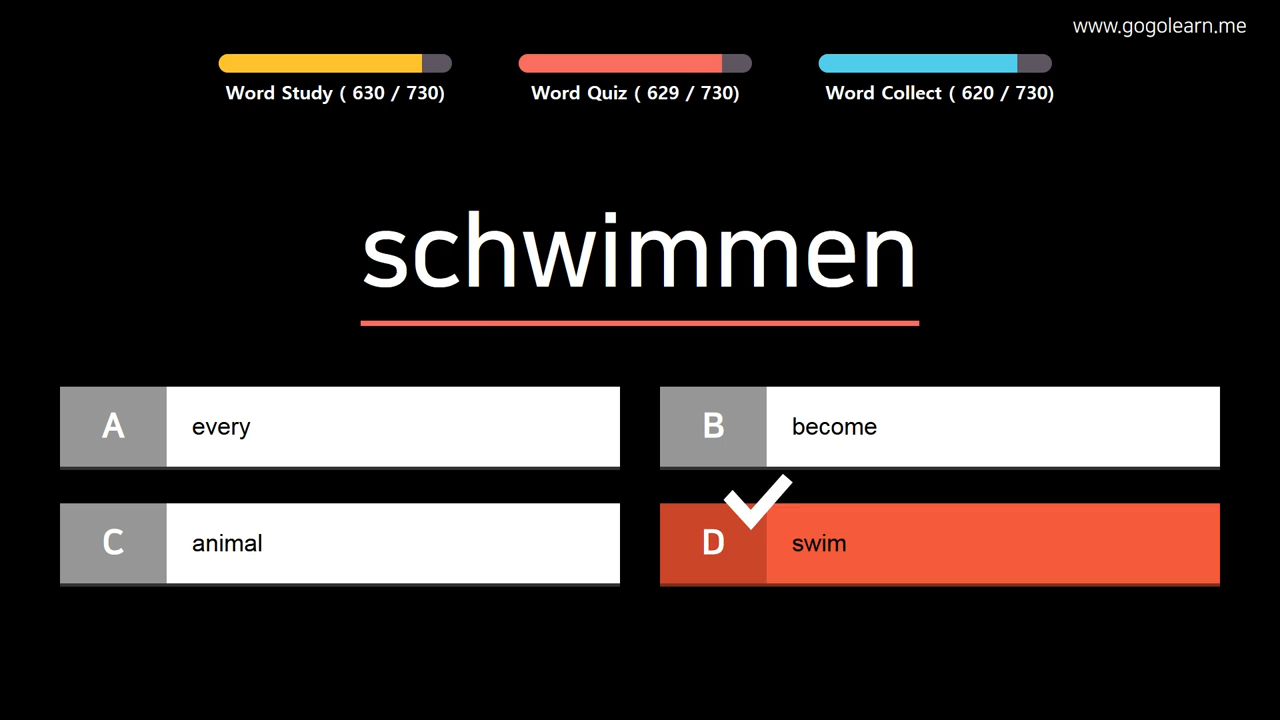 www.gogolearn.me
Word Study ( 630 / 730)
Word Quiz ( 629 / 730)
Word Collect ( 620 / 730)
schwimmen
A every
B become
C animal
D swim